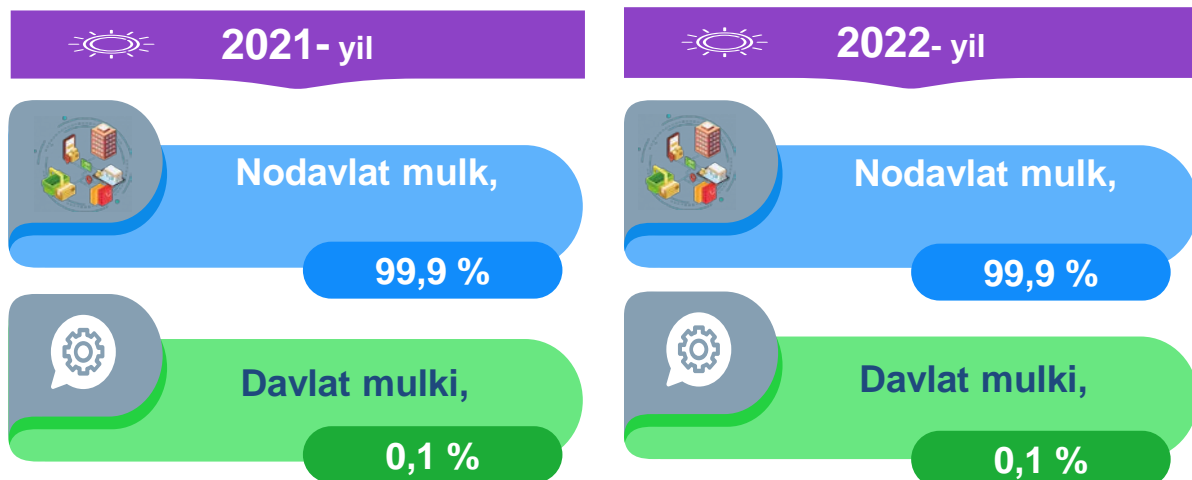 2021- yil
Nodavlat mulk,
99,9 %
Davlat mulki,
0,1 %
2022- yil
Nodavlat mulk,
99,9 %
Davlat mulki,
0,1 %